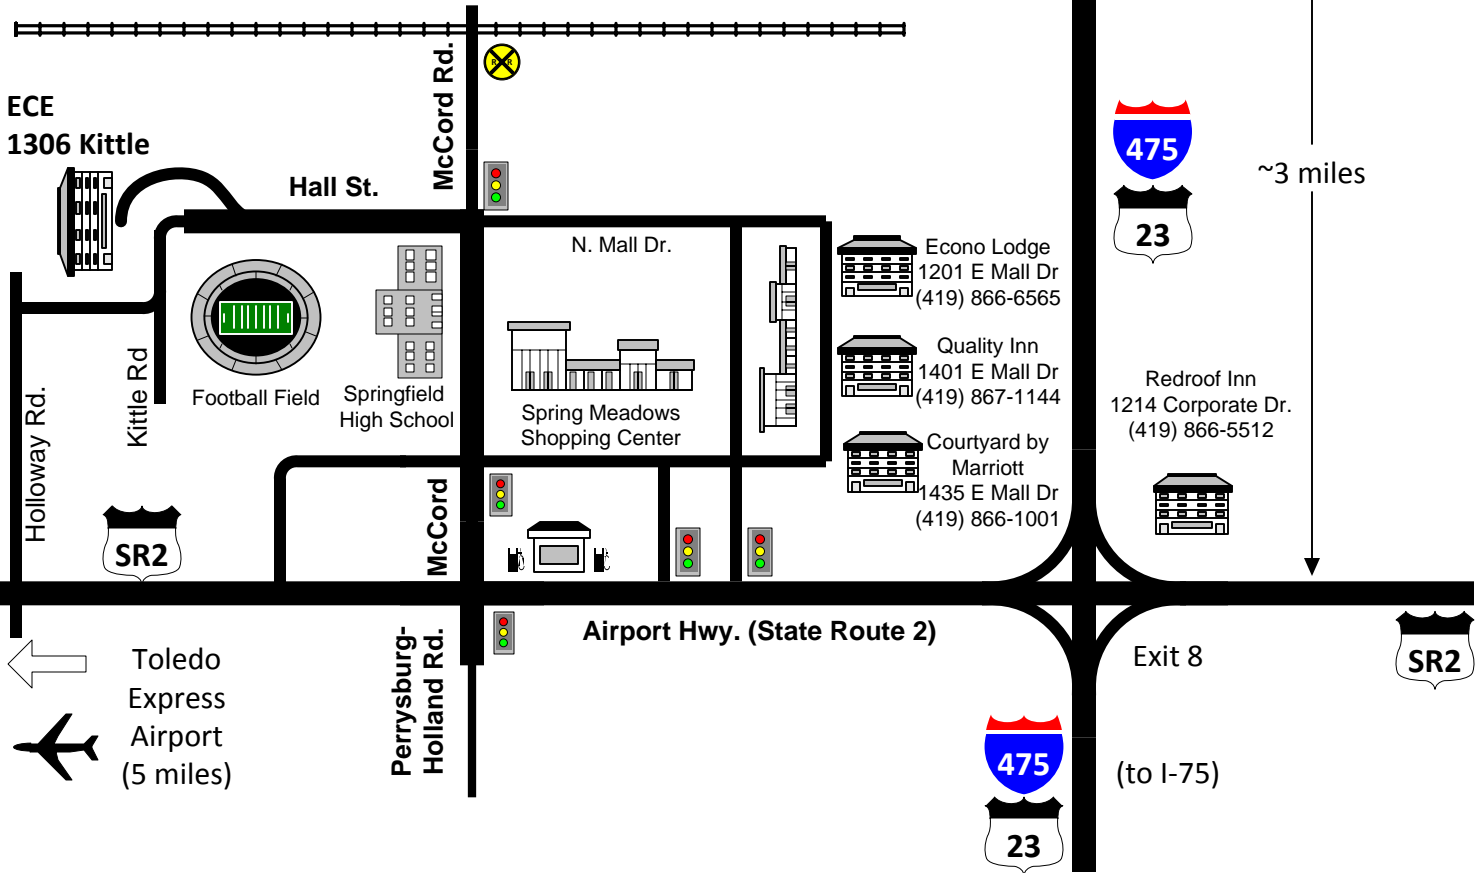 McCord Rd.
R R
ECE
1306 Kittle
475
23
~3 miles
Hall St.
N. Mall Dr.
Econo Lodge
1201 E Mall Dr
(419) 866-6565
Quality Inn
1401 E Mall Dr
(419) 867-1144
Redroof Inn
1214 Corporate Dr.
(419) 866-5512
Football Field
Springfield
High School
Spring Meadows
Shopping Center
Courtyard by
Marriott
1435 E Mall Dr
(419) 866-1001
Kittle Rd
Holloway Rd.
SR2
McCord
Airport Hwy. (State Route 2)
Perrysburg-
Holland Rd.
Toledo
Express
Airport
(5 miles)
Exit 8
SR2
475
23
(to I-75)